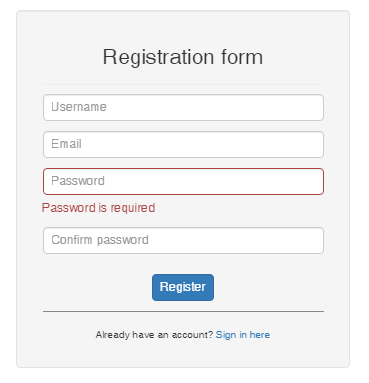 Registration form
Username
Email
Password
Password is required
Confirm password
Register
Already have an account? Sign in here